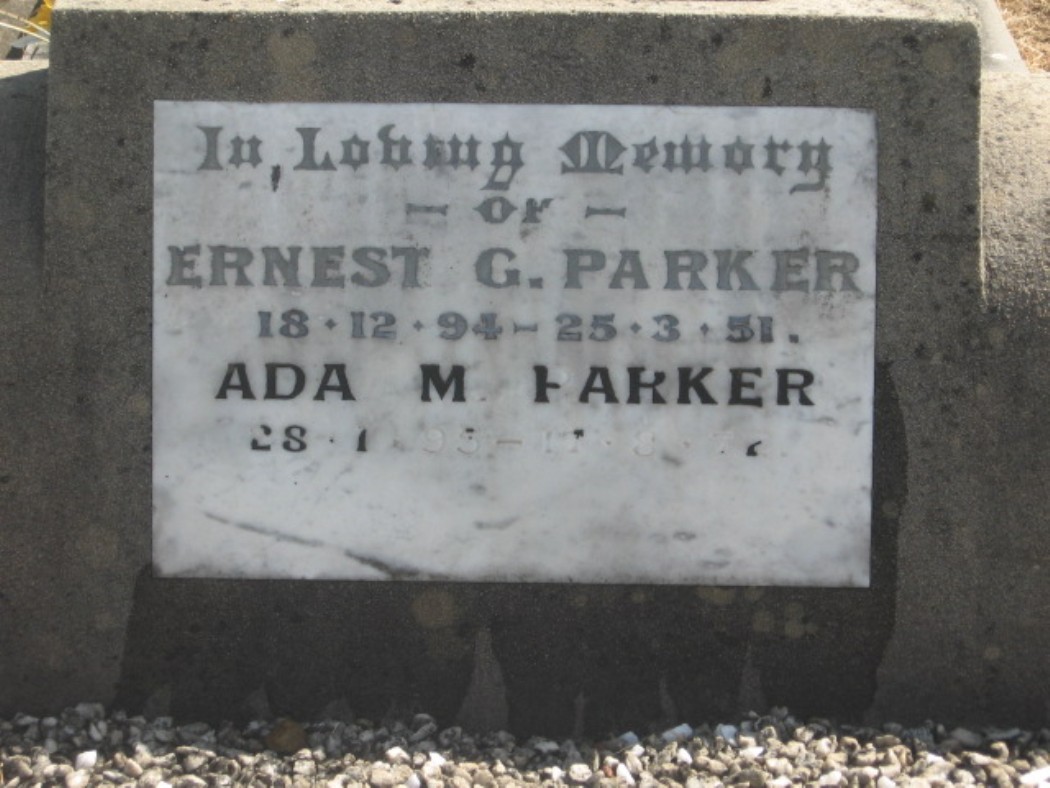 In Loving Memory
- OF -
ERNEST G. PARKER
18·12·94-25·3·51.
ADA M PARKER
28·1